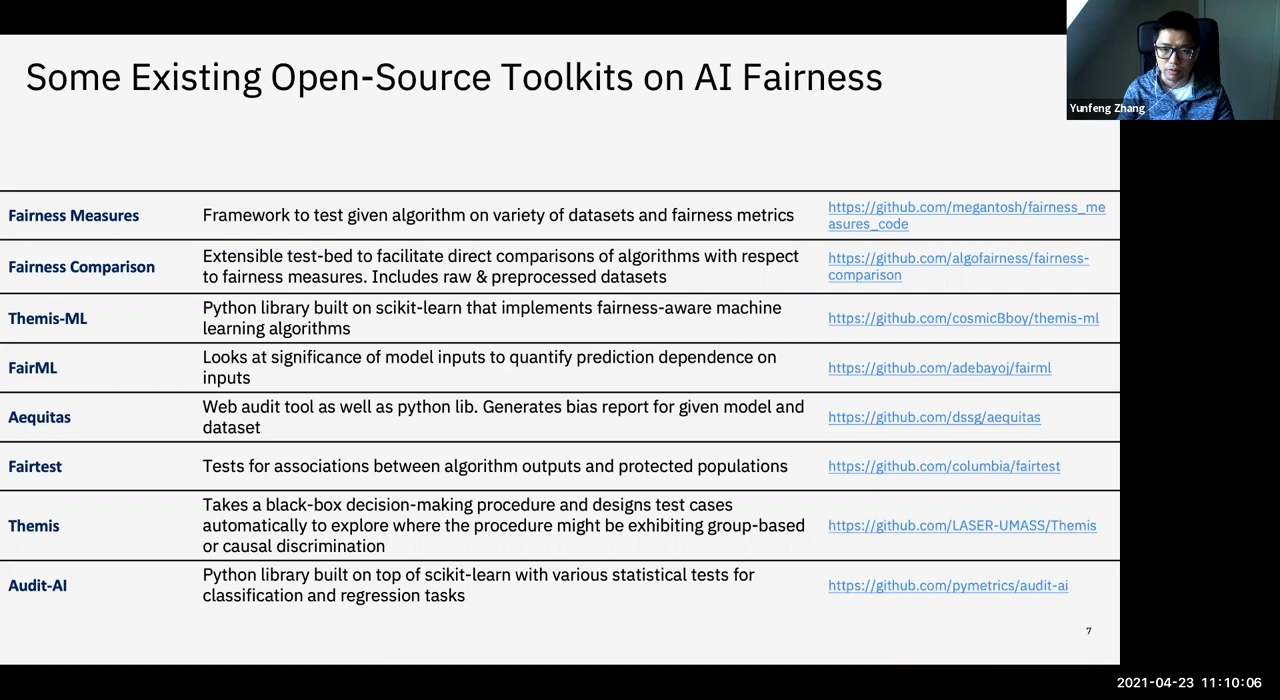 Some Existing Open-Source Toolkits on AI Fairness
Yunfeng Zhang
Fairness Measures
Framework to test given algorithm on variety of datasets and fairness metrics
https://github.com/megantosh/fairness_me
asures_code
Fairness Comparison
Extensible test-bed to facilitate direct comparisons of algorithms with respect
to fairness measures. Includes raw & preprocessed datasets
https://github.com/algofairness/fairness-
comparison
Themis-ML
Python library built on scikit-learn that implements fairness-aware machine
learning algorithms
https://github.com/cosmicBboy/themis-ml
FairML
Looks at significance of model inputs to quantify prediction dependence on
inputs
https://github.com/adebayoj/fairml
Aequitas
Web audit tool as well as python lib. Generates bias report for given model and
dataset
https://github.com/dssg/aequitas
Fairtest
Tests for associations between algorithm outputs and protected populations
https://github.com/columbia/fairtest
Themis
Takes a black-box decision-making procedure and designs test cases
automatically to explore where the procedure might be exhibiting group-based
or causal discrimination
https://github.com/LASER-UMASS/Themis
Audit-AI
Python library built on top of scikit-learn with various statistical tests for
classification and regression tasks
https://github.com/pymetrics/audit-ai
7
2021-04-23 11:10:06